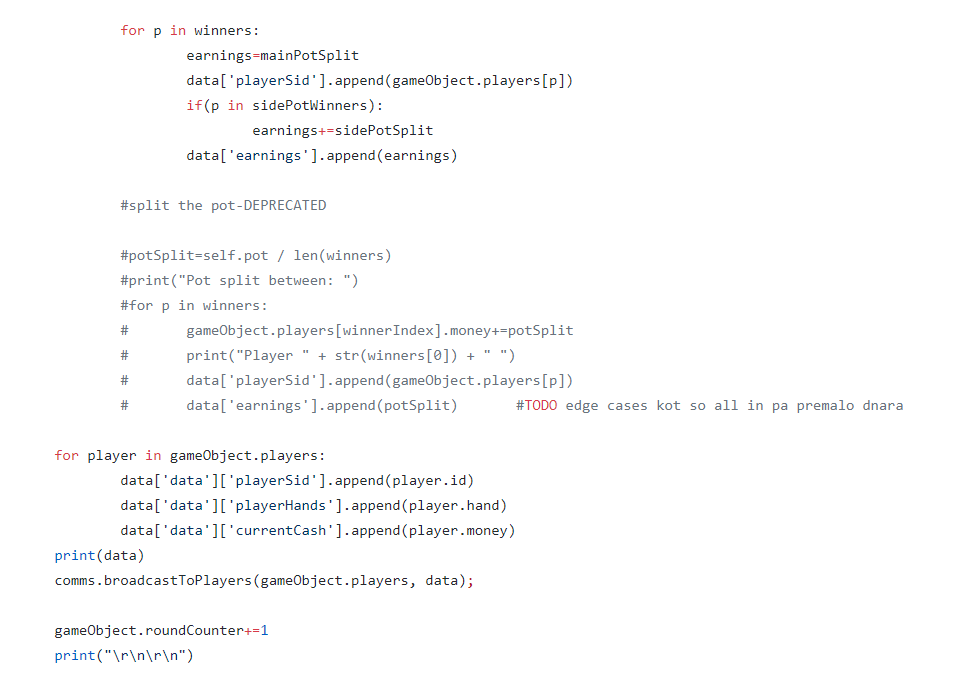 for p in winners:
earnings=mainPotSplit
data['playerSid'].append(gameObject.players[p])
if(p in sidePotWinners):
earnings+=sidePotSplit
data['earnings'].append(earnings)
#split the pot-DEPRECATED
#potSplit=self.pot / len(winners)
#print("Pot split between: ")
#for p in winners:
#       gameObject.players[winnerIndex].money+=potSplit
#       print("Player " + str(winners[0]) + " ")
#       data['playerSid'].append(gameObject.players[p])
#       data['earnings'].append(potSplit)       #TODO edge cases kot so all in pa premalo dnara
for player in gameObject.players:
data['data']['playerSid'].append(player.id)
data['data']['playerHands'].append(player.hand)
data['data']['currentCash'].append(player.money)
print(data)
comms.broadcastToPlayers(gameObject.players, data);
gameObject.roundCounter+=1
print("\r\n\r\n")